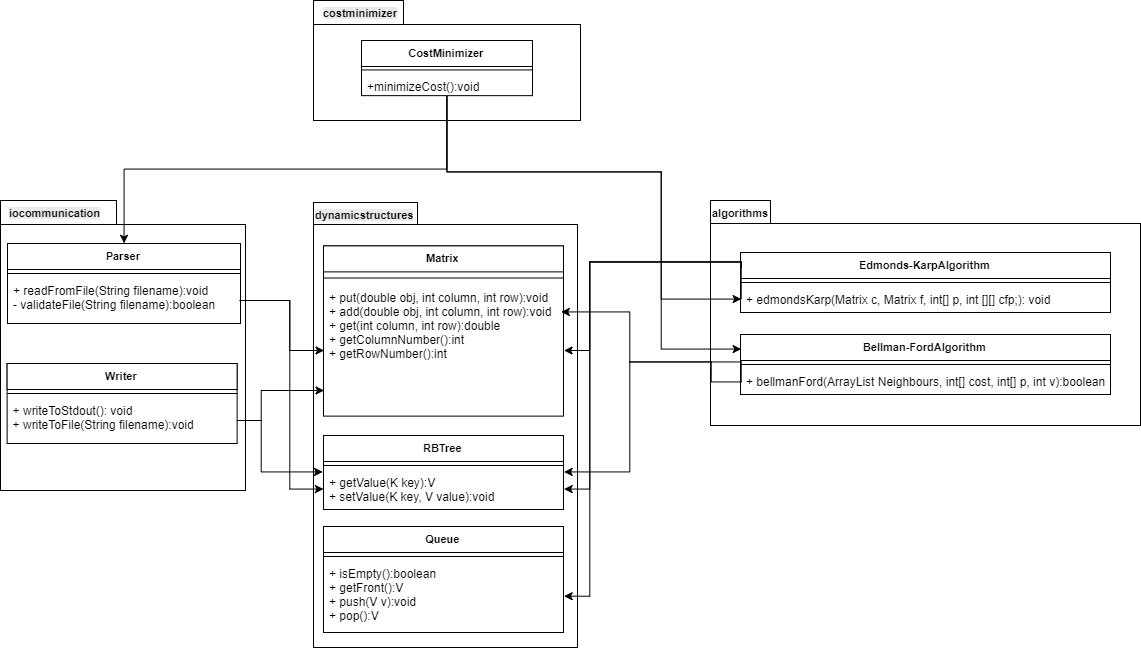 costminimizer
CostMinimizer
+minimizeCost():void
iocommunication
Parser
+ readFromFile(String filename):void
- validateFile(String filename):boolean
Writer
+ writeToStdout(): void
+ writeToFile(String filename):void
dynamicstructures
Matrix
+ put(double obj, int column, int row):void
+ add(double obj, int column, int row):void
+ get(int column, int row):double
+ getColumnNumber():int
+ getRowNumber():int
RBTree
+ getValue(K key):V
+ setValue(K key, V value):void
Queue
+ isEmpty():boolean
+ getFront():V
+ push(V v):void
+ pop():V
algorithms
Edmonds-KarpAlgorithm
+ edmondsKarp(Matrix c, Matrix f, int[] p, int [][] cfp;): void
Bellman-FordAlgorithm
+ bellmanFord(ArrayList Neighbours, int[] cost, int[] p, int v):boolean